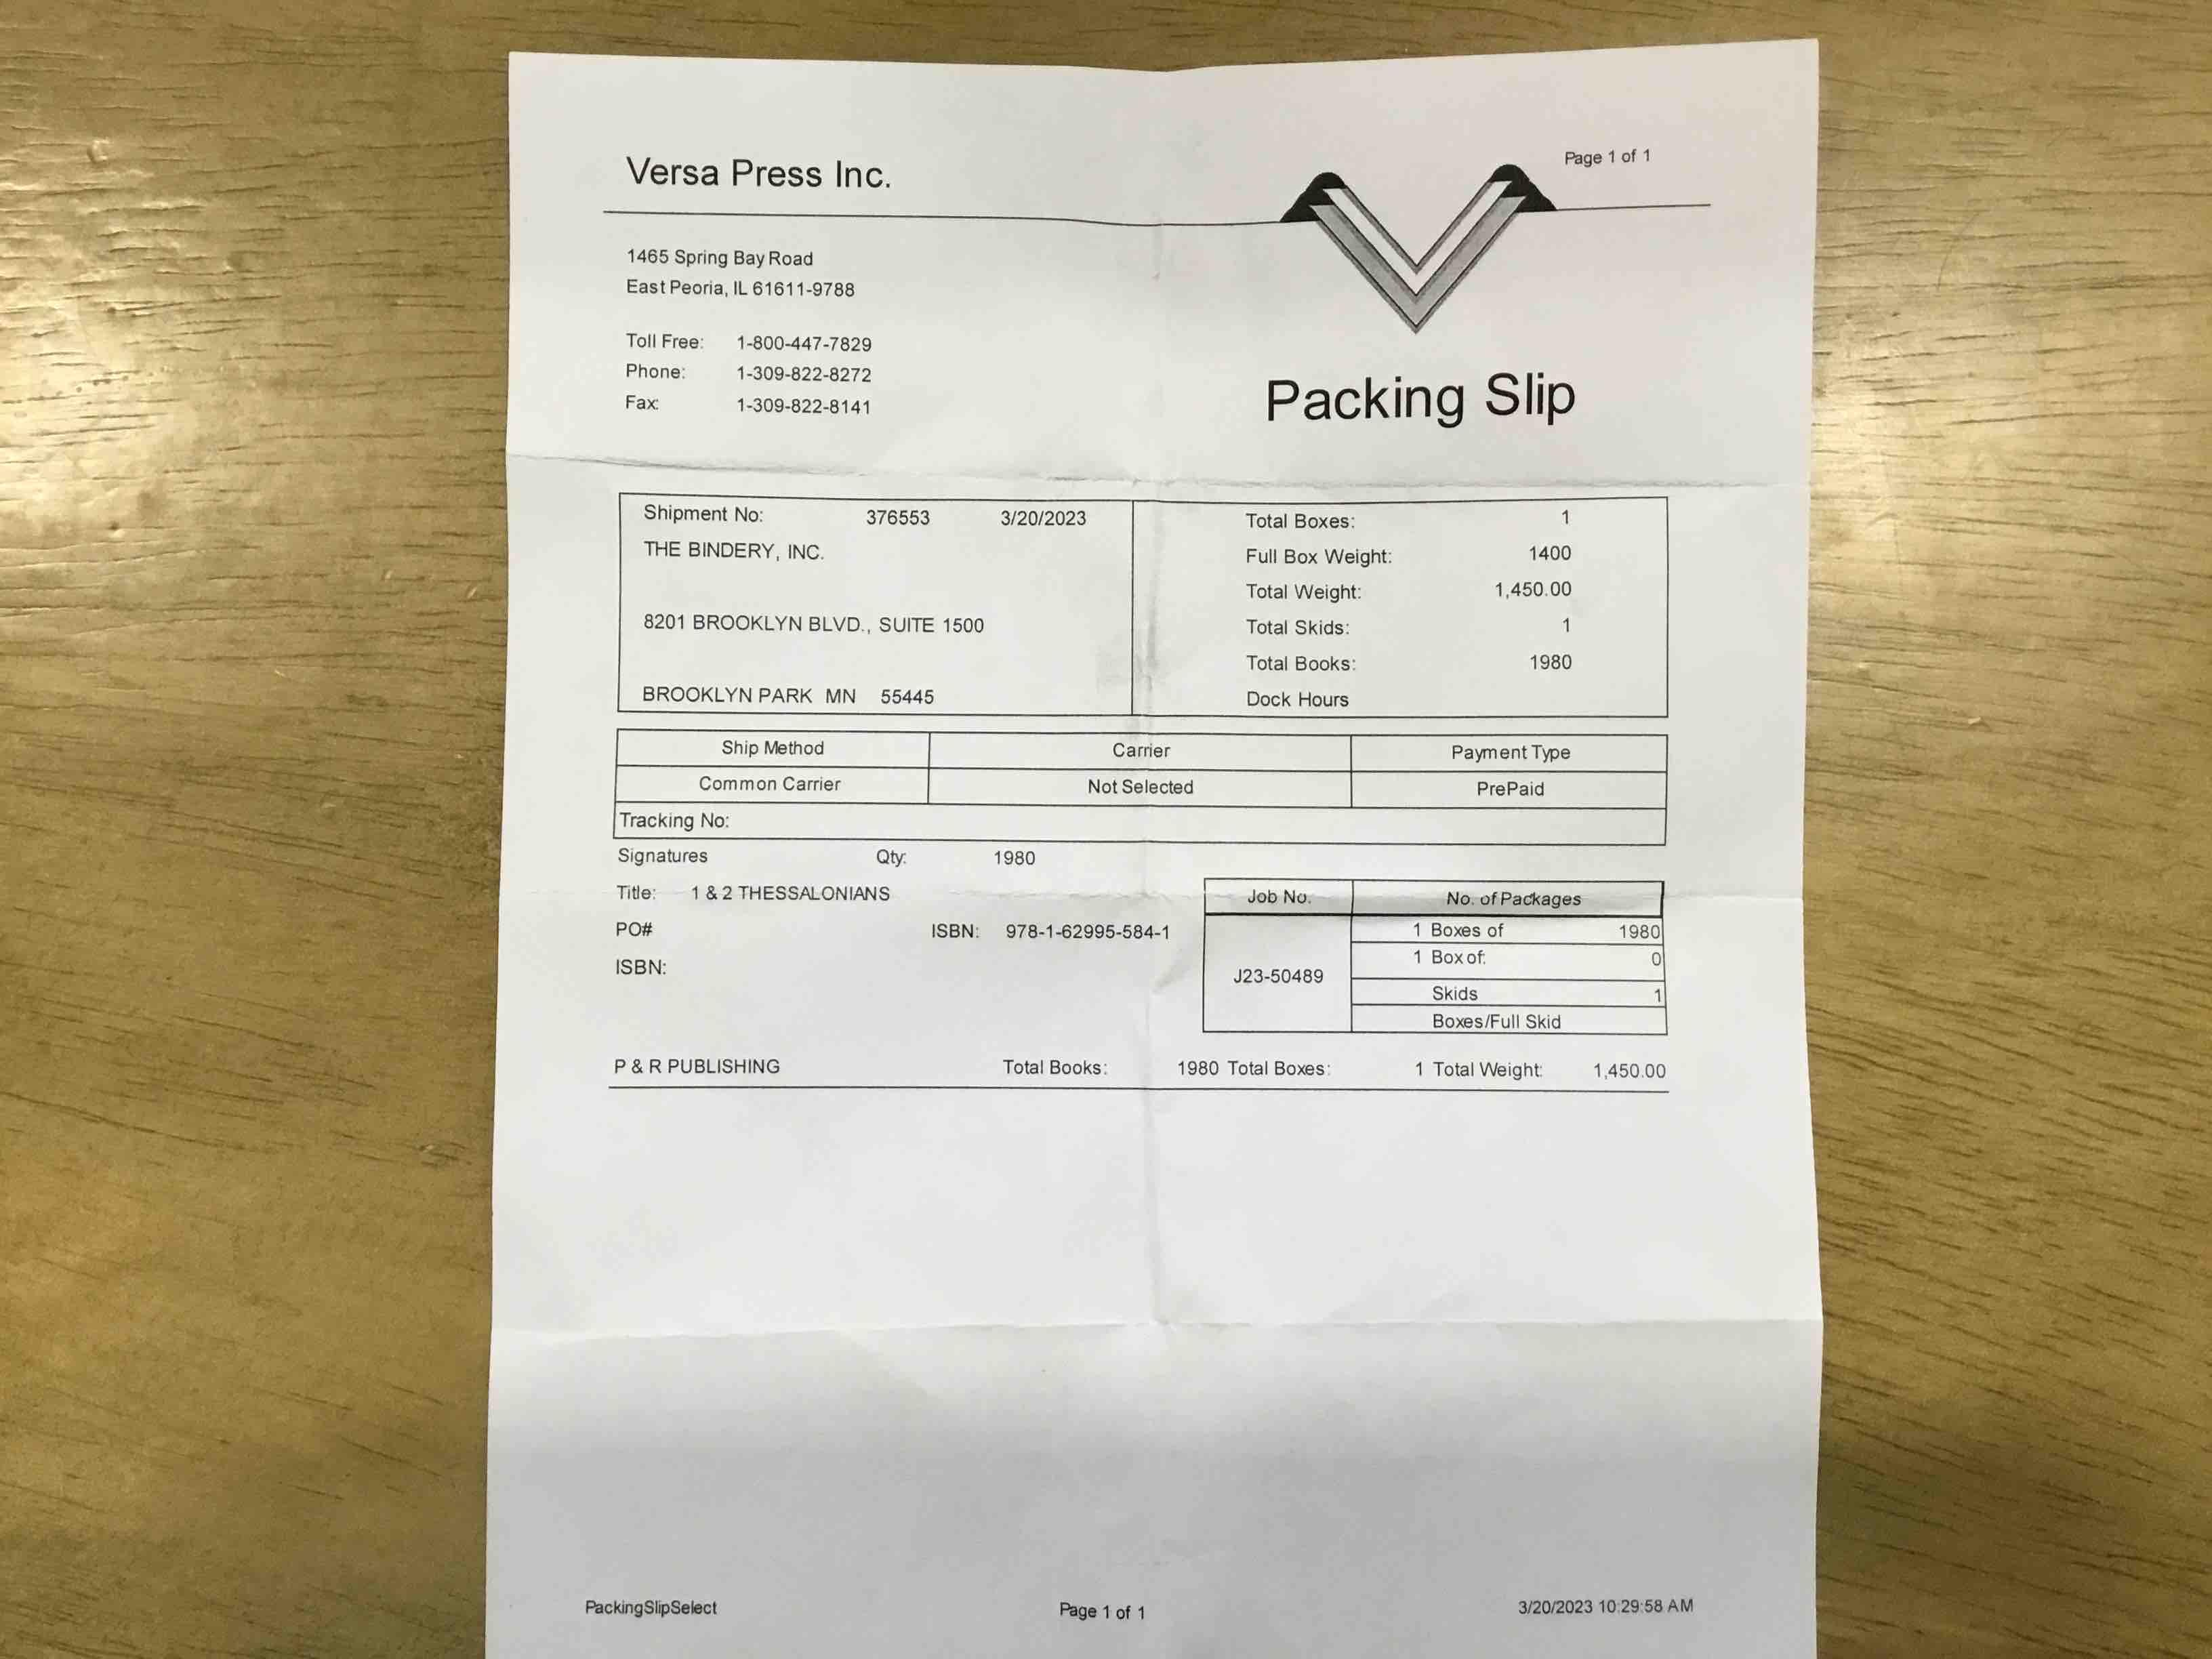 Page 1 of 1
Versa Press Inc.
1465 Spring Bay Road
East Peoria, IL 61611-9788
Toll Free: 1-800-447-7829
Phone: 1-309-822-8272
Fax: 1-309-822-8141
Packing Slip
Shipment No: 376553 3/20/2023
THE BINDERY, INC.
8201 BROOKLYN BLVD., SUITE 1500
BROOKLYN PARK MN 55445
Total Boxes: 1
Full Box Weight: 1400
Total Weight: 1,450.00
Total Skids: 1
Total Books: 1980
Dock Hours
Ship Method Carrier Payment Type
Common Carrier Not Selected PrePaid
Tracking No:
Signatures Qty: 1980
Title: 1 & 2 THESSALONIANS
PO# ISBN: 978-1-62995-584-1
ISBN:
Job No. No. of Packages
J23-50489
1 Boxes of 1980
1 Box of: 0
Skids 1
Boxes/Full Skid
P & R PUBLISHING Total Books: 1980 Total Boxes: 1 Total Weight: 1,450.00
PackingSlipSelect Page 1 of 1 3/20/2023 10:29:58 AM